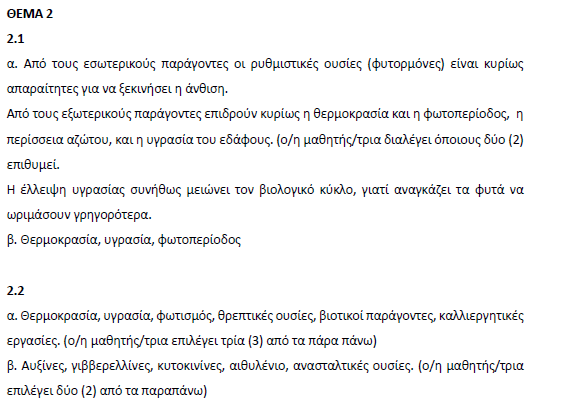 ΘΕΜΑ 2
2.1
α. Από τους εσωτερικούς παράγοντες οι ρυθμιστικές ουσίες (φυτορμόνες) είναι κυρίως
απαραίτητες για να ξεκινήσει η άνθιση.
Από τους εξωτερικούς παράγοντες επιδρούν κυρίως η θερμοκρασία και η φωτοπερίοδος, η
περίσσεια αζώτου, και η υγρασία του εδάφους. (ο/η μαθητής/τρια διαλέγει όποιους δύο (2)
επιθυμεί.
Η έλλειψη υγρασίας συνήθως μειώνει τον βιολογικό κύκλο, γιατί αναγκάζει τα φυτά να
ωριμάσουν γρηγορότερα.
β. Θερμοκρασία, υγρασία, φωτοπερίοδος
2.2
α. Θερμοκρασία, υγρασία, φωτισμός, θρεπτικές ουσίες, βιοτικοί παράγοντες, καλλιεργητικές
εργασίες. (ο/η μαθητής/τρια επιλέγει τρία (3) από τα πάρα πάνω)
β. Αυξίνες, γιββερελλίνες, κυτοκινίνες, αιθυλένιο, ανασταλτικές ουσίες. (ο/η μαθητής/τρια
επιλέγει δύο (2) από τα παραπάνω)